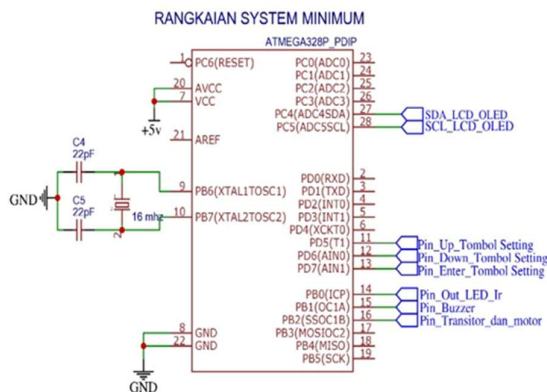 RANGKAIAN SYSTEM MINIMUM
ATMEGA328P_PDIP
1 PC6(RESET) PC0(ADC0) 23
PC1(ADC1) 24
20 AVCC PC2(ADC2) 25
7 VCC PC3(ADC3) 26
PC4(ADC4SDA) 27 SDA_LCD_OLED
PC5(ADC5SCL) 28 SCL_LCD_OLED
+5v
21 AREF
C4
22pF
PD0(RXD) 2
9 PB6(XTAL1TOSC1) PD1(TXD) 3
GND
C5
22pF
1
2
16 mhz
PD2(INT0) 4
10 PB7(XTAL2TOSC2) PD3(INT1) 5
PD4(XCKT0) 6
PD5(T1) 11 Pin_Up_Tombol Setting
PD6(AIN0) 12 Pin_Down_Tombol Setting
PD7(AIN1) 13 Pin_Enter_Tombol Setting
PB0(ICP) 14 Pin_Out_LED_Ir
PB1(OC1A) 15 Pin_Buzzer
PB2(SSOC1B) 16 Pin_Transitor_dan_motor
8 GND PB3(MOSIOC2) 17
22 GND PB4(MISO) 18
PB5(SCK) 19
GND